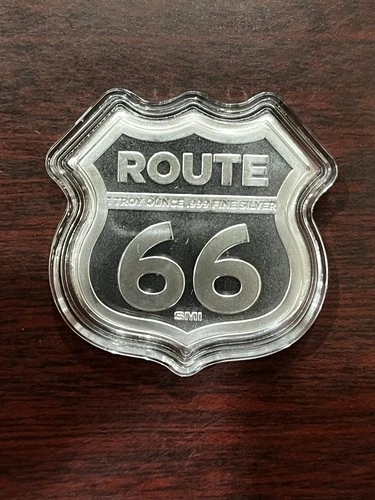 ROUTE
1 TROY OUNCE .999 FINE SILVER
66
SMI